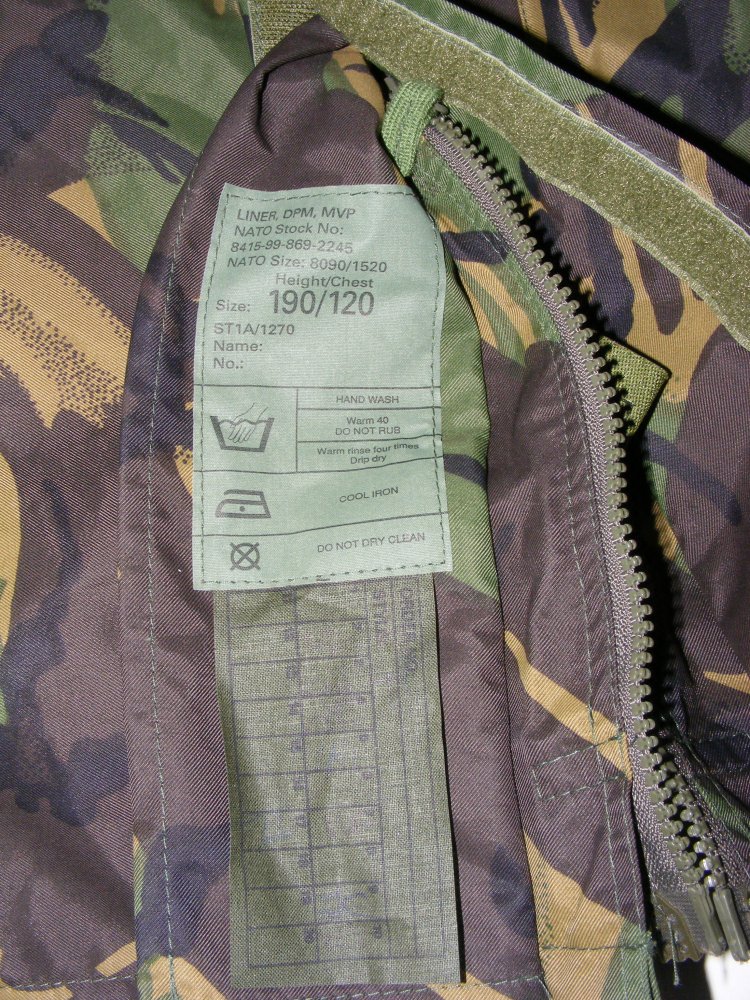 LINER, DPM, MVP
NATO Stock No:
8415-99-869-2245
NATO Size: 8090/1520
Height/Chest
Size: 190/120
ST1A/1270
Name:
No.:
HAND WASH
Warm 40
DO NOT RUB
Warm rinse four times
Drip dry
COOL IRON
DO NOT DRY CLEAN